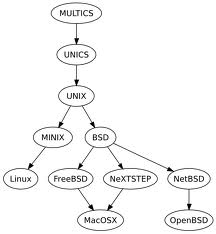 MULTICS
UNICS
UNIX
MINIX BSD
Linux FreeBSD NeXTSTEP NetBSD
MacOSX OpenBSD